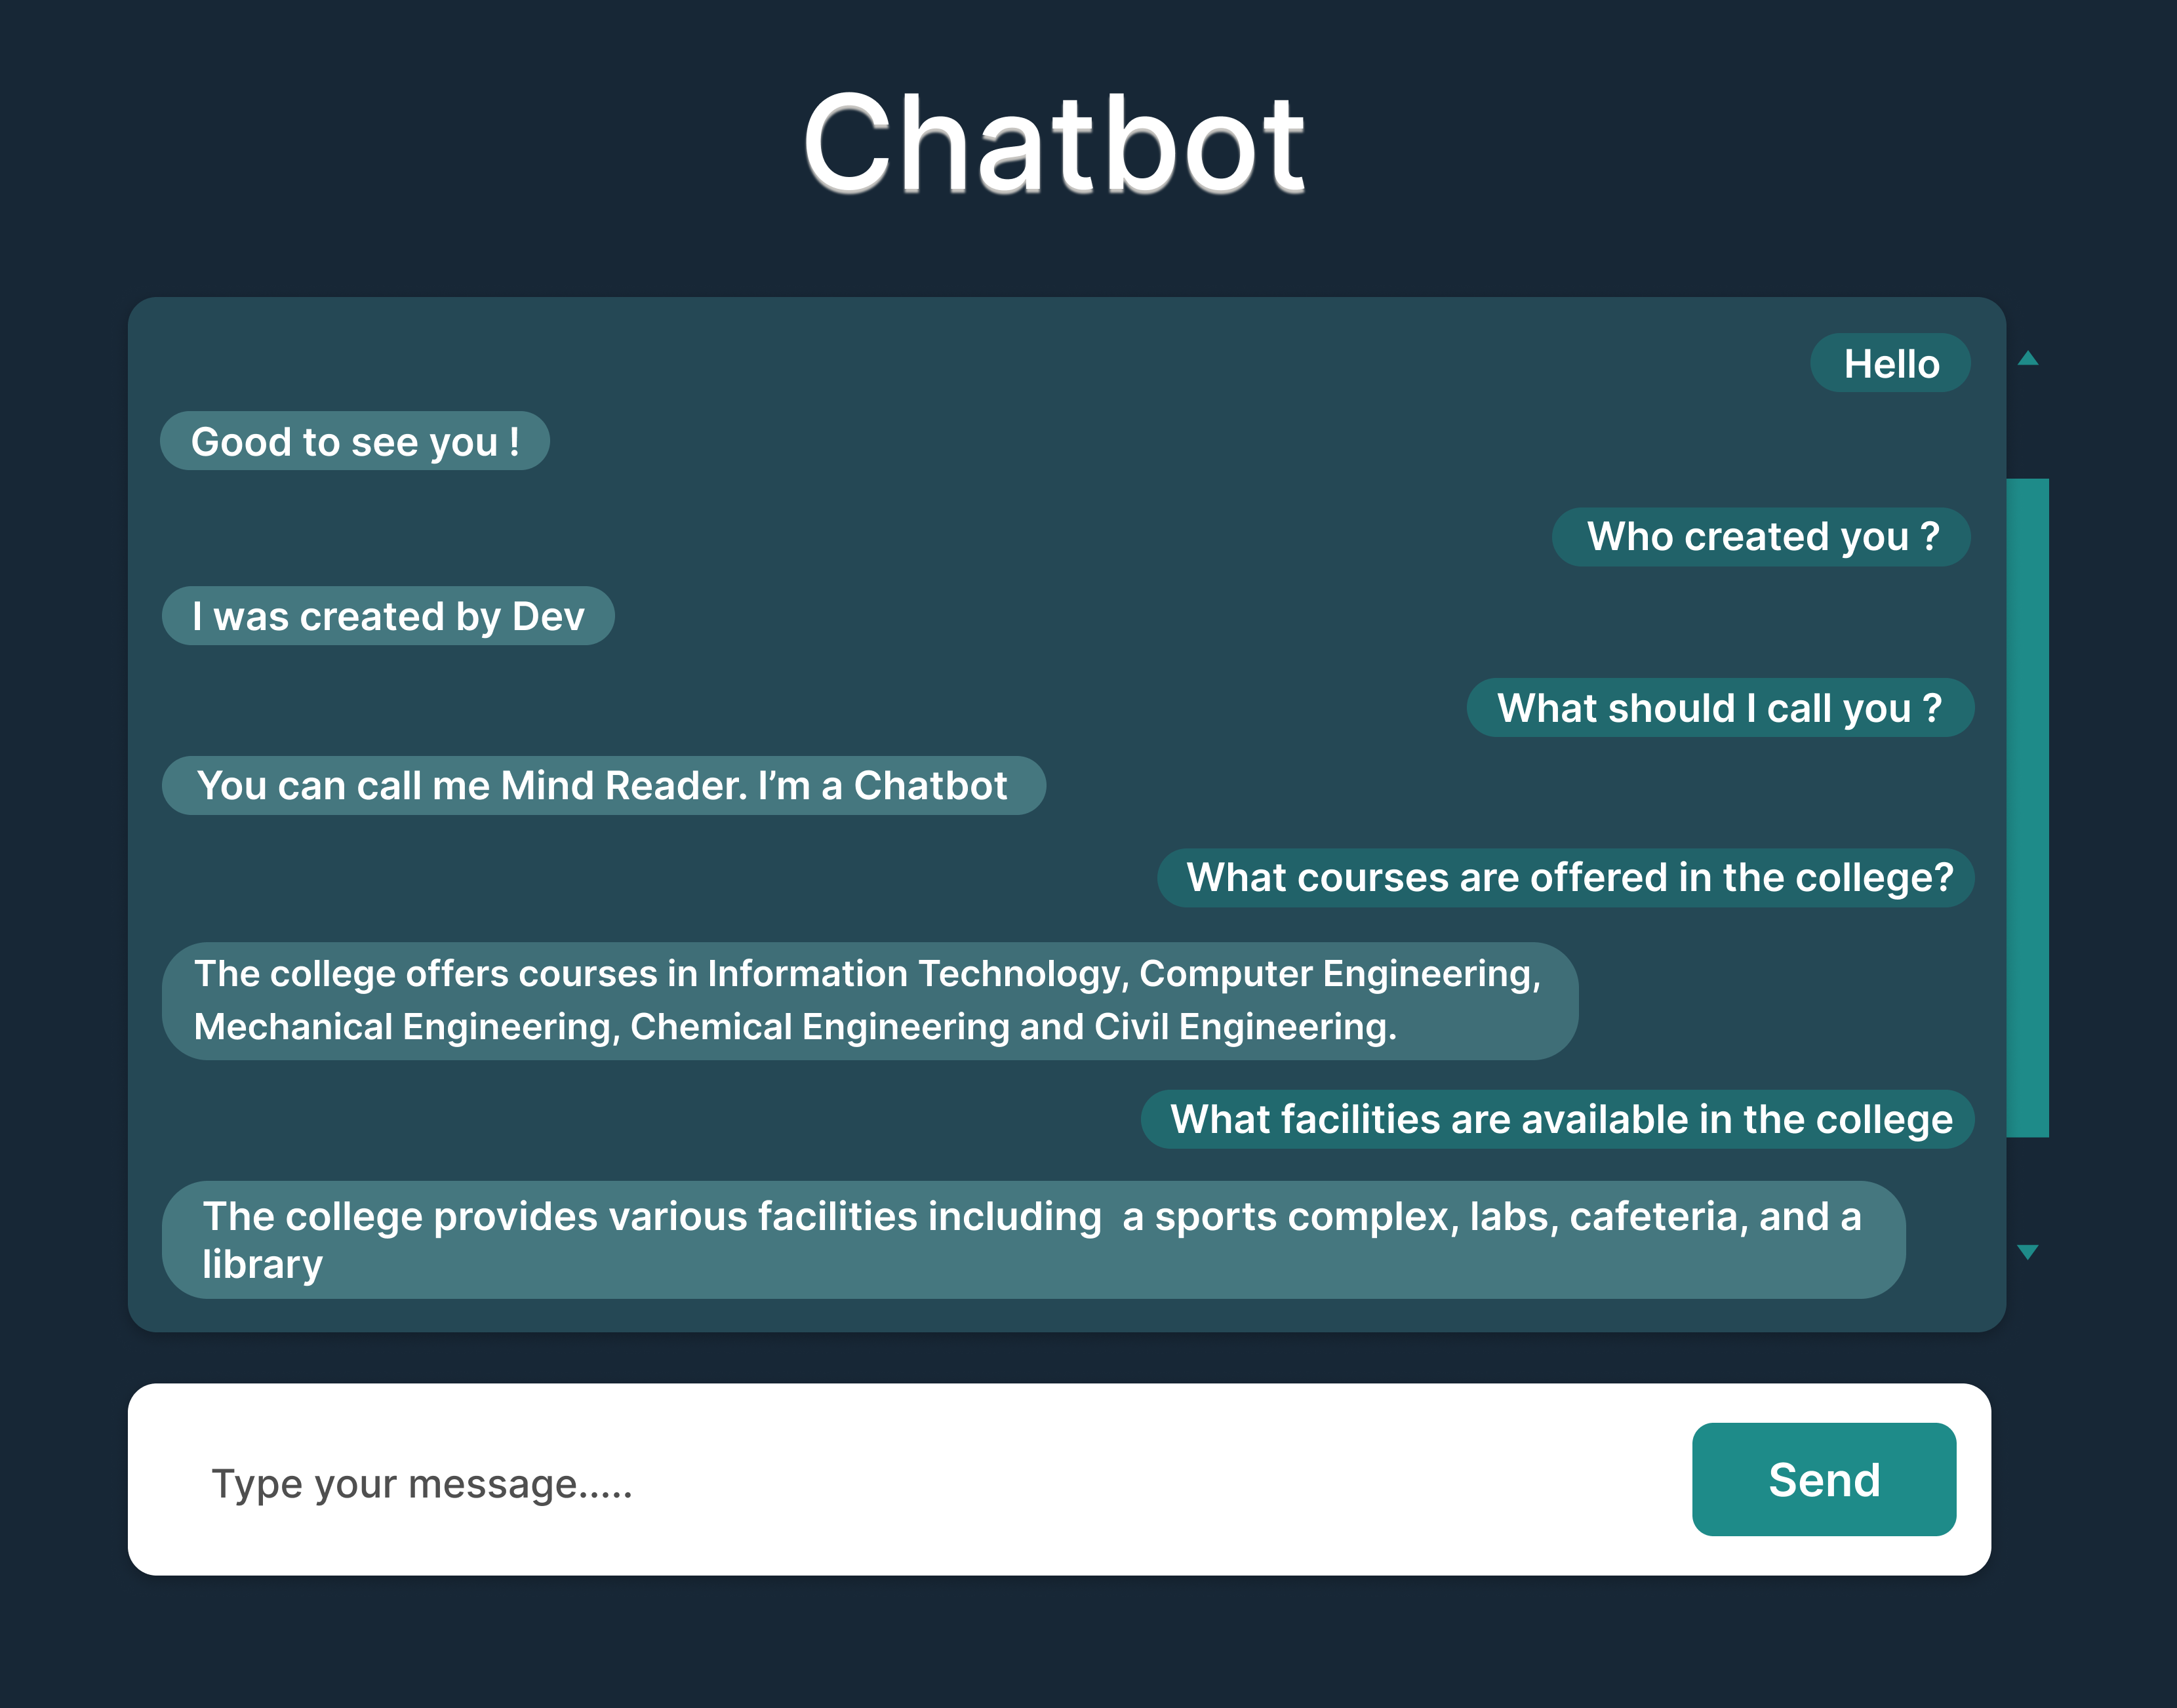 Chatbot
Hello
Good to see you !
Who created you ?
I was created by Dev
What should I call you ?
You can call me Mind Reader. I’m a Chatbot
What courses are offered in the college?
The college offers courses in Information Technology, Computer Engineering,
Mechanical Engineering, Chemical Engineering and Civil Engineering.
What facilities are available in the college
The college provides various facilities including  a sports complex, labs, cafeteria, and a
library
Type your message.....
Send